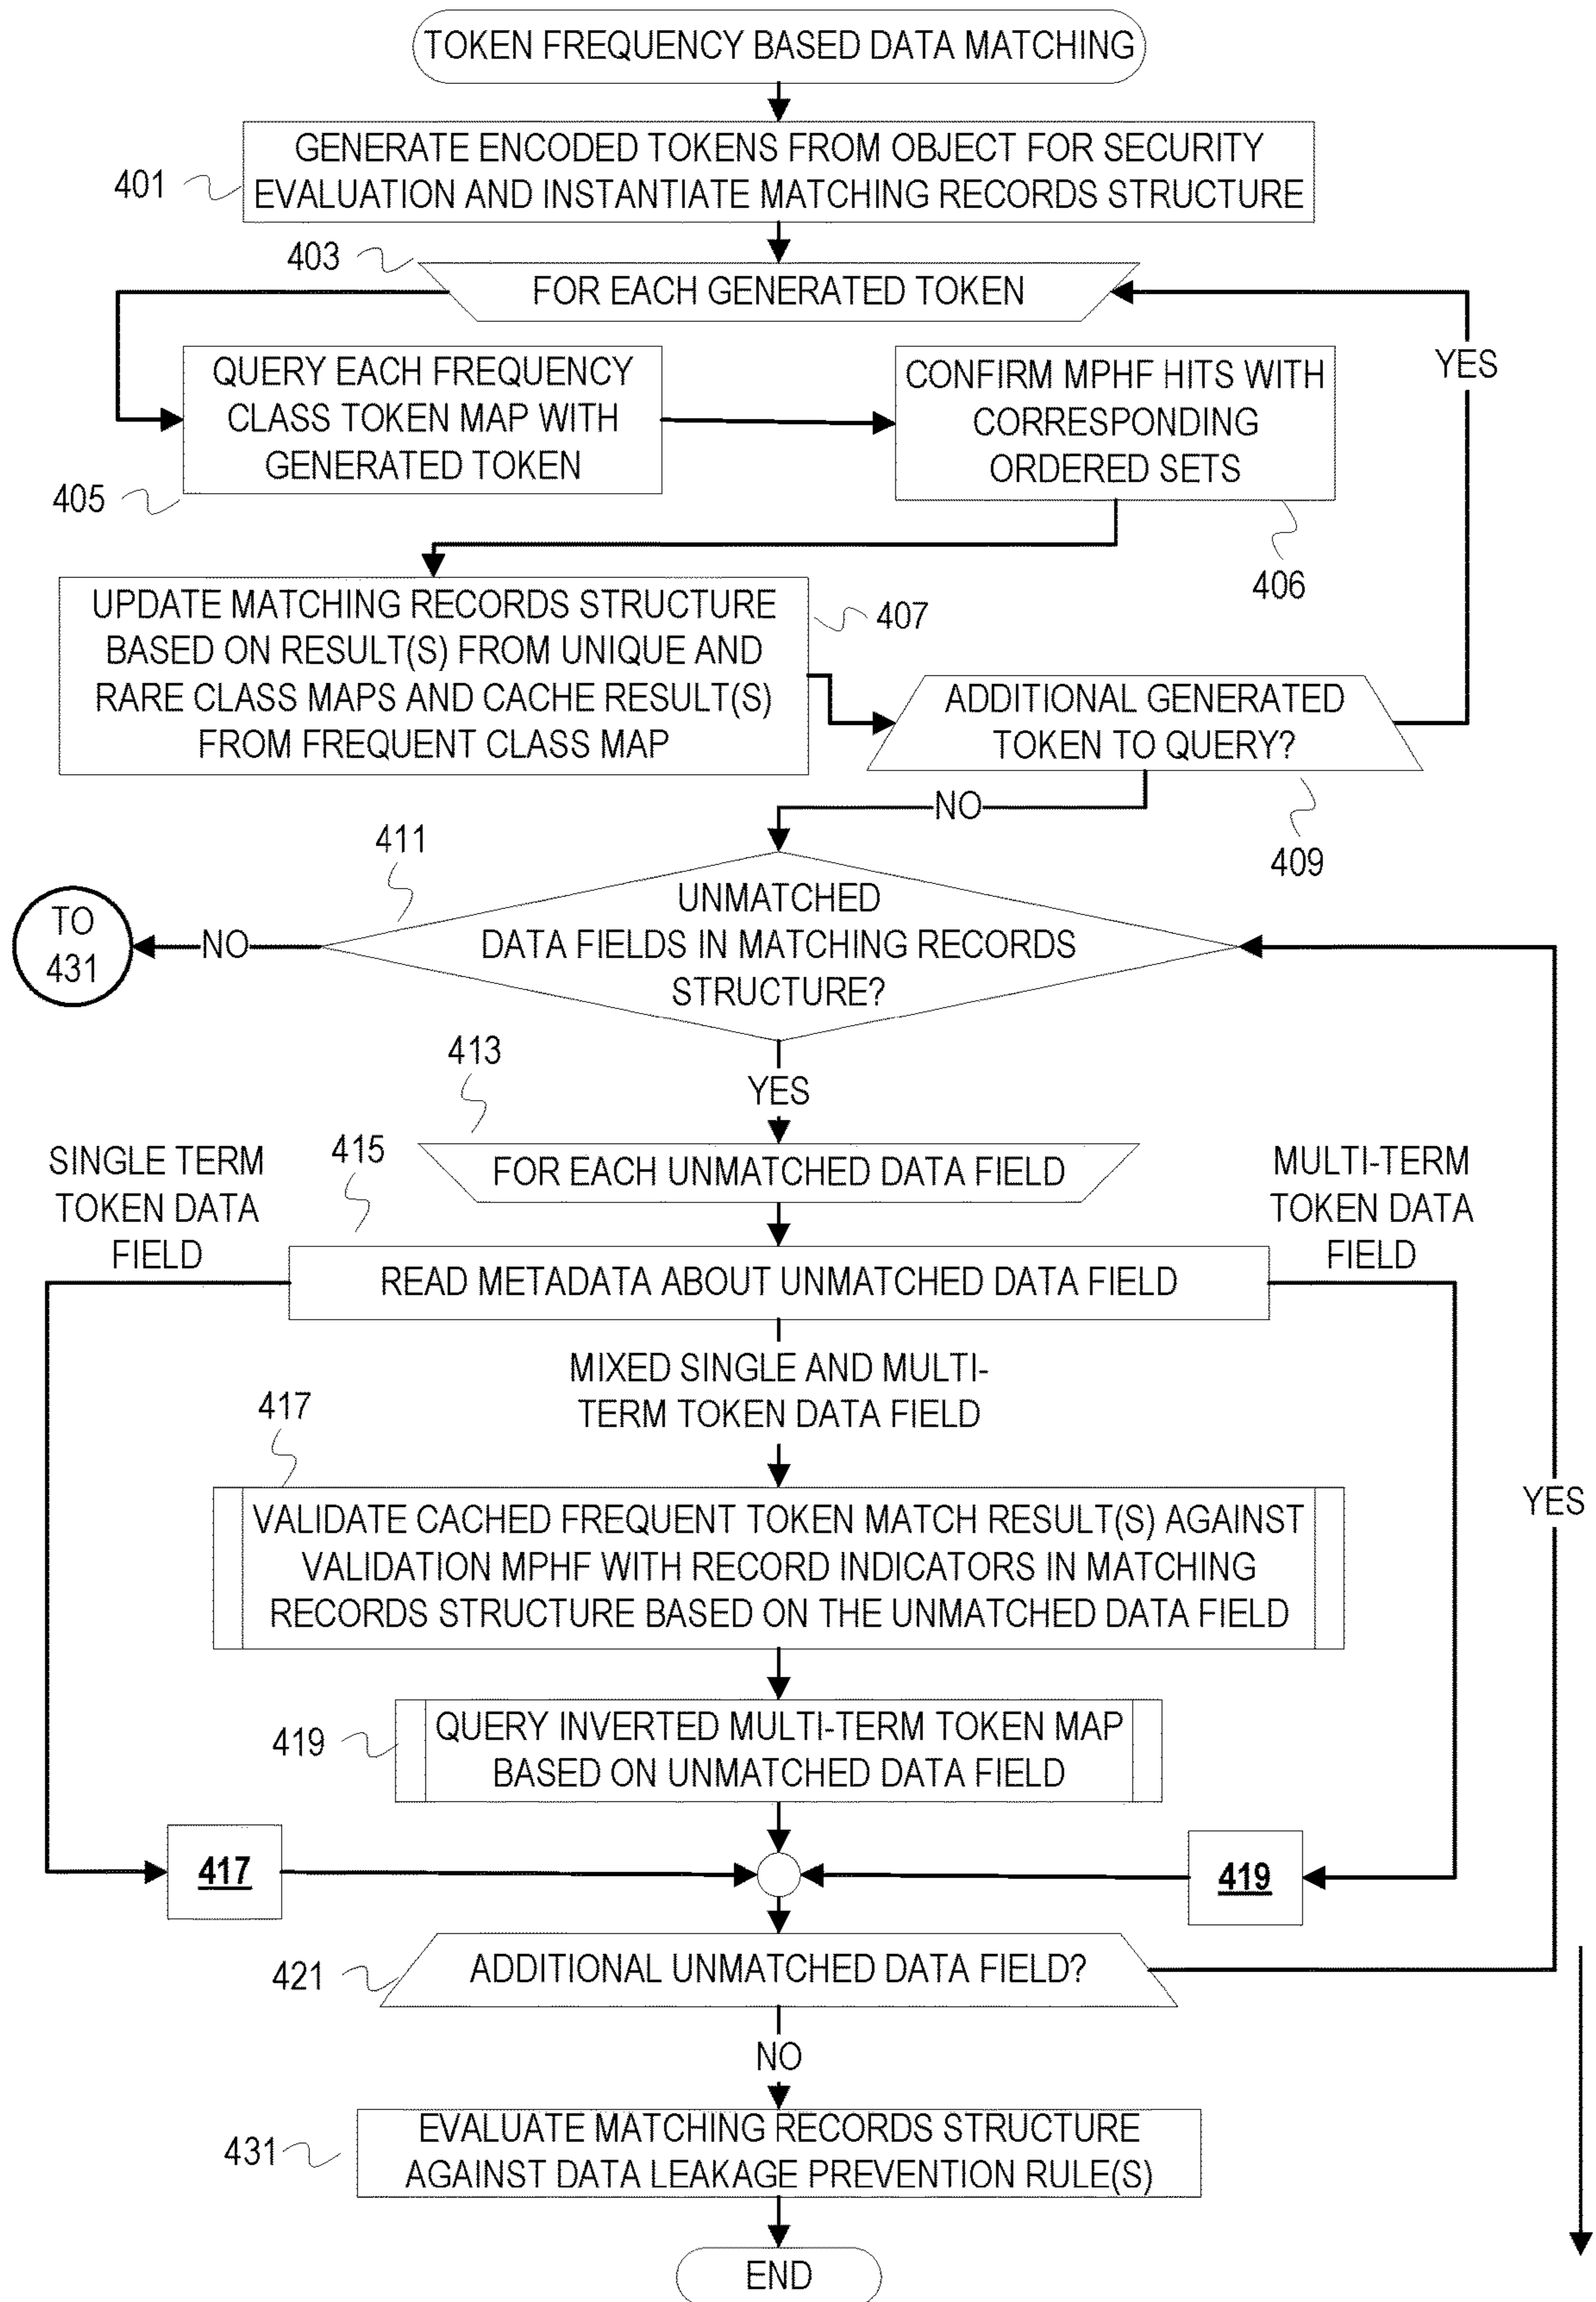 TOKEN FREQUENCY BASED DATA MATCHING
GENERATE ENCODED TOKENS FROM OBJECT FOR SECURITY
EVALUATION AND INSTANTIATE MATCHING RECORDS STRUCTURE
401
403
FOR EACH GENERATED TOKEN
QUERY EACH FREQUENCY
CLASS TOKEN MAP WITH
GENERATED TOKEN
405
CONFIRM MPHF HITS WITH
CORRESPONDING
ORDERED SETS
406
YES
UPDATE MATCHING RECORDS STRUCTURE
BASED ON RESULT(S) FROM UNIQUE AND
RARE CLASS MAPS AND CACHE RESULT(S)
FROM FREQUENT CLASS MAP
407
ADDITIONAL GENERATED
TOKEN TO QUERY?
409
NO
411
UNMATCHED
DATA FIELDS IN MATCHING RECORDS
STRUCTURE?
NO
TO
431
YES
413
FOR EACH UNMATCHED DATA FIELD
415
SINGLE TERM
TOKEN DATA
FIELD
MULTI-TERM
TOKEN DATA
FIELD
READ METADATA ABOUT UNMATCHED DATA FIELD
MIXED SINGLE AND MULTI-
TERM TOKEN DATA FIELD
417
VALIDATE CACHED FREQUENT TOKEN MATCH RESULT(S) AGAINST
VALIDATION MPHF WITH RECORD INDICATORS IN MATCHING
RECORDS STRUCTURE BASED ON THE UNMATCHED DATA FIELD
YES
419
QUERY INVERTED MULTI-TERM TOKEN MAP
BASED ON UNMATCHED DATA FIELD
417
419
421
ADDITIONAL UNMATCHED DATA FIELD?
NO
431
EVALUATE MATCHING RECORDS STRUCTURE
AGAINST DATA LEAKAGE PREVENTION RULE(S)
END